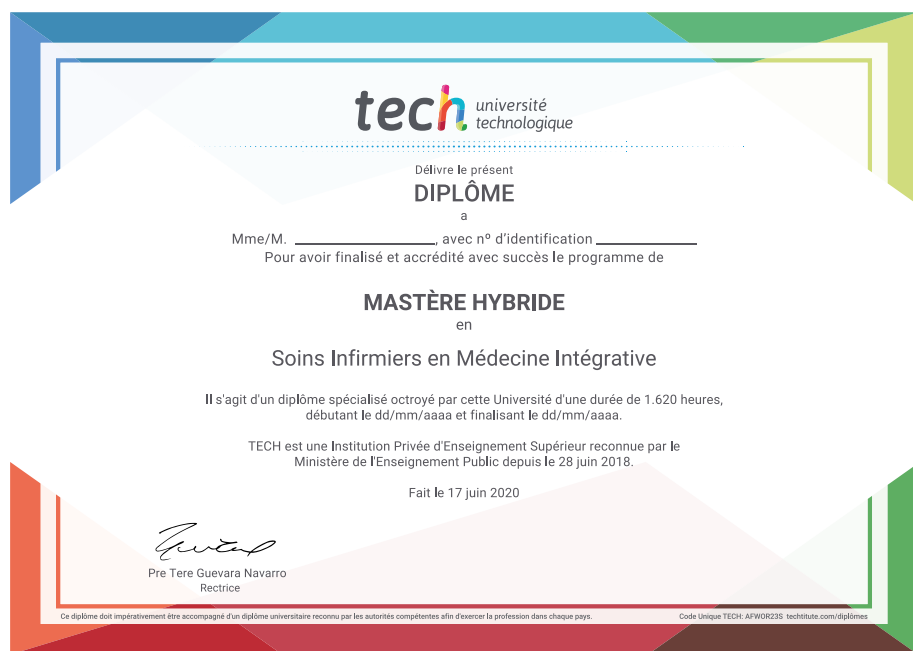 tech université
technologique
Délivre le présent
DIPLÔME
a
Mme/M. ____________________, avec nº d'identification ______________
Pour avoir finalisé et accrédité avec succès le programme de
MASTÈRE HYBRIDE
en
Soins Infirmiers en Médecine Intégrative
Il s'agit d'un diplôme spécialisé octroyé par cette Université d'une durée de 1.620 heures,
débutant le dd/mm/aaaa et finalisant le dd/mm/aaaa.
TECH est une Institution Privée d'Enseignement Supérieur reconnue par le
Ministère de l'Enseignement Public depuis le 28 juin 2018.
Fait le 17 juin 2020
Pre Tere Guevara Navarro
Rectrice
Ce diplôme doit impérativement être accompagné d'un diplôme universitaire reconnu par les autorités compétentes afin d'exercer la profession dans chaque pays. Code Unique TECH: AFWOR23S techtitute.com/diplômes